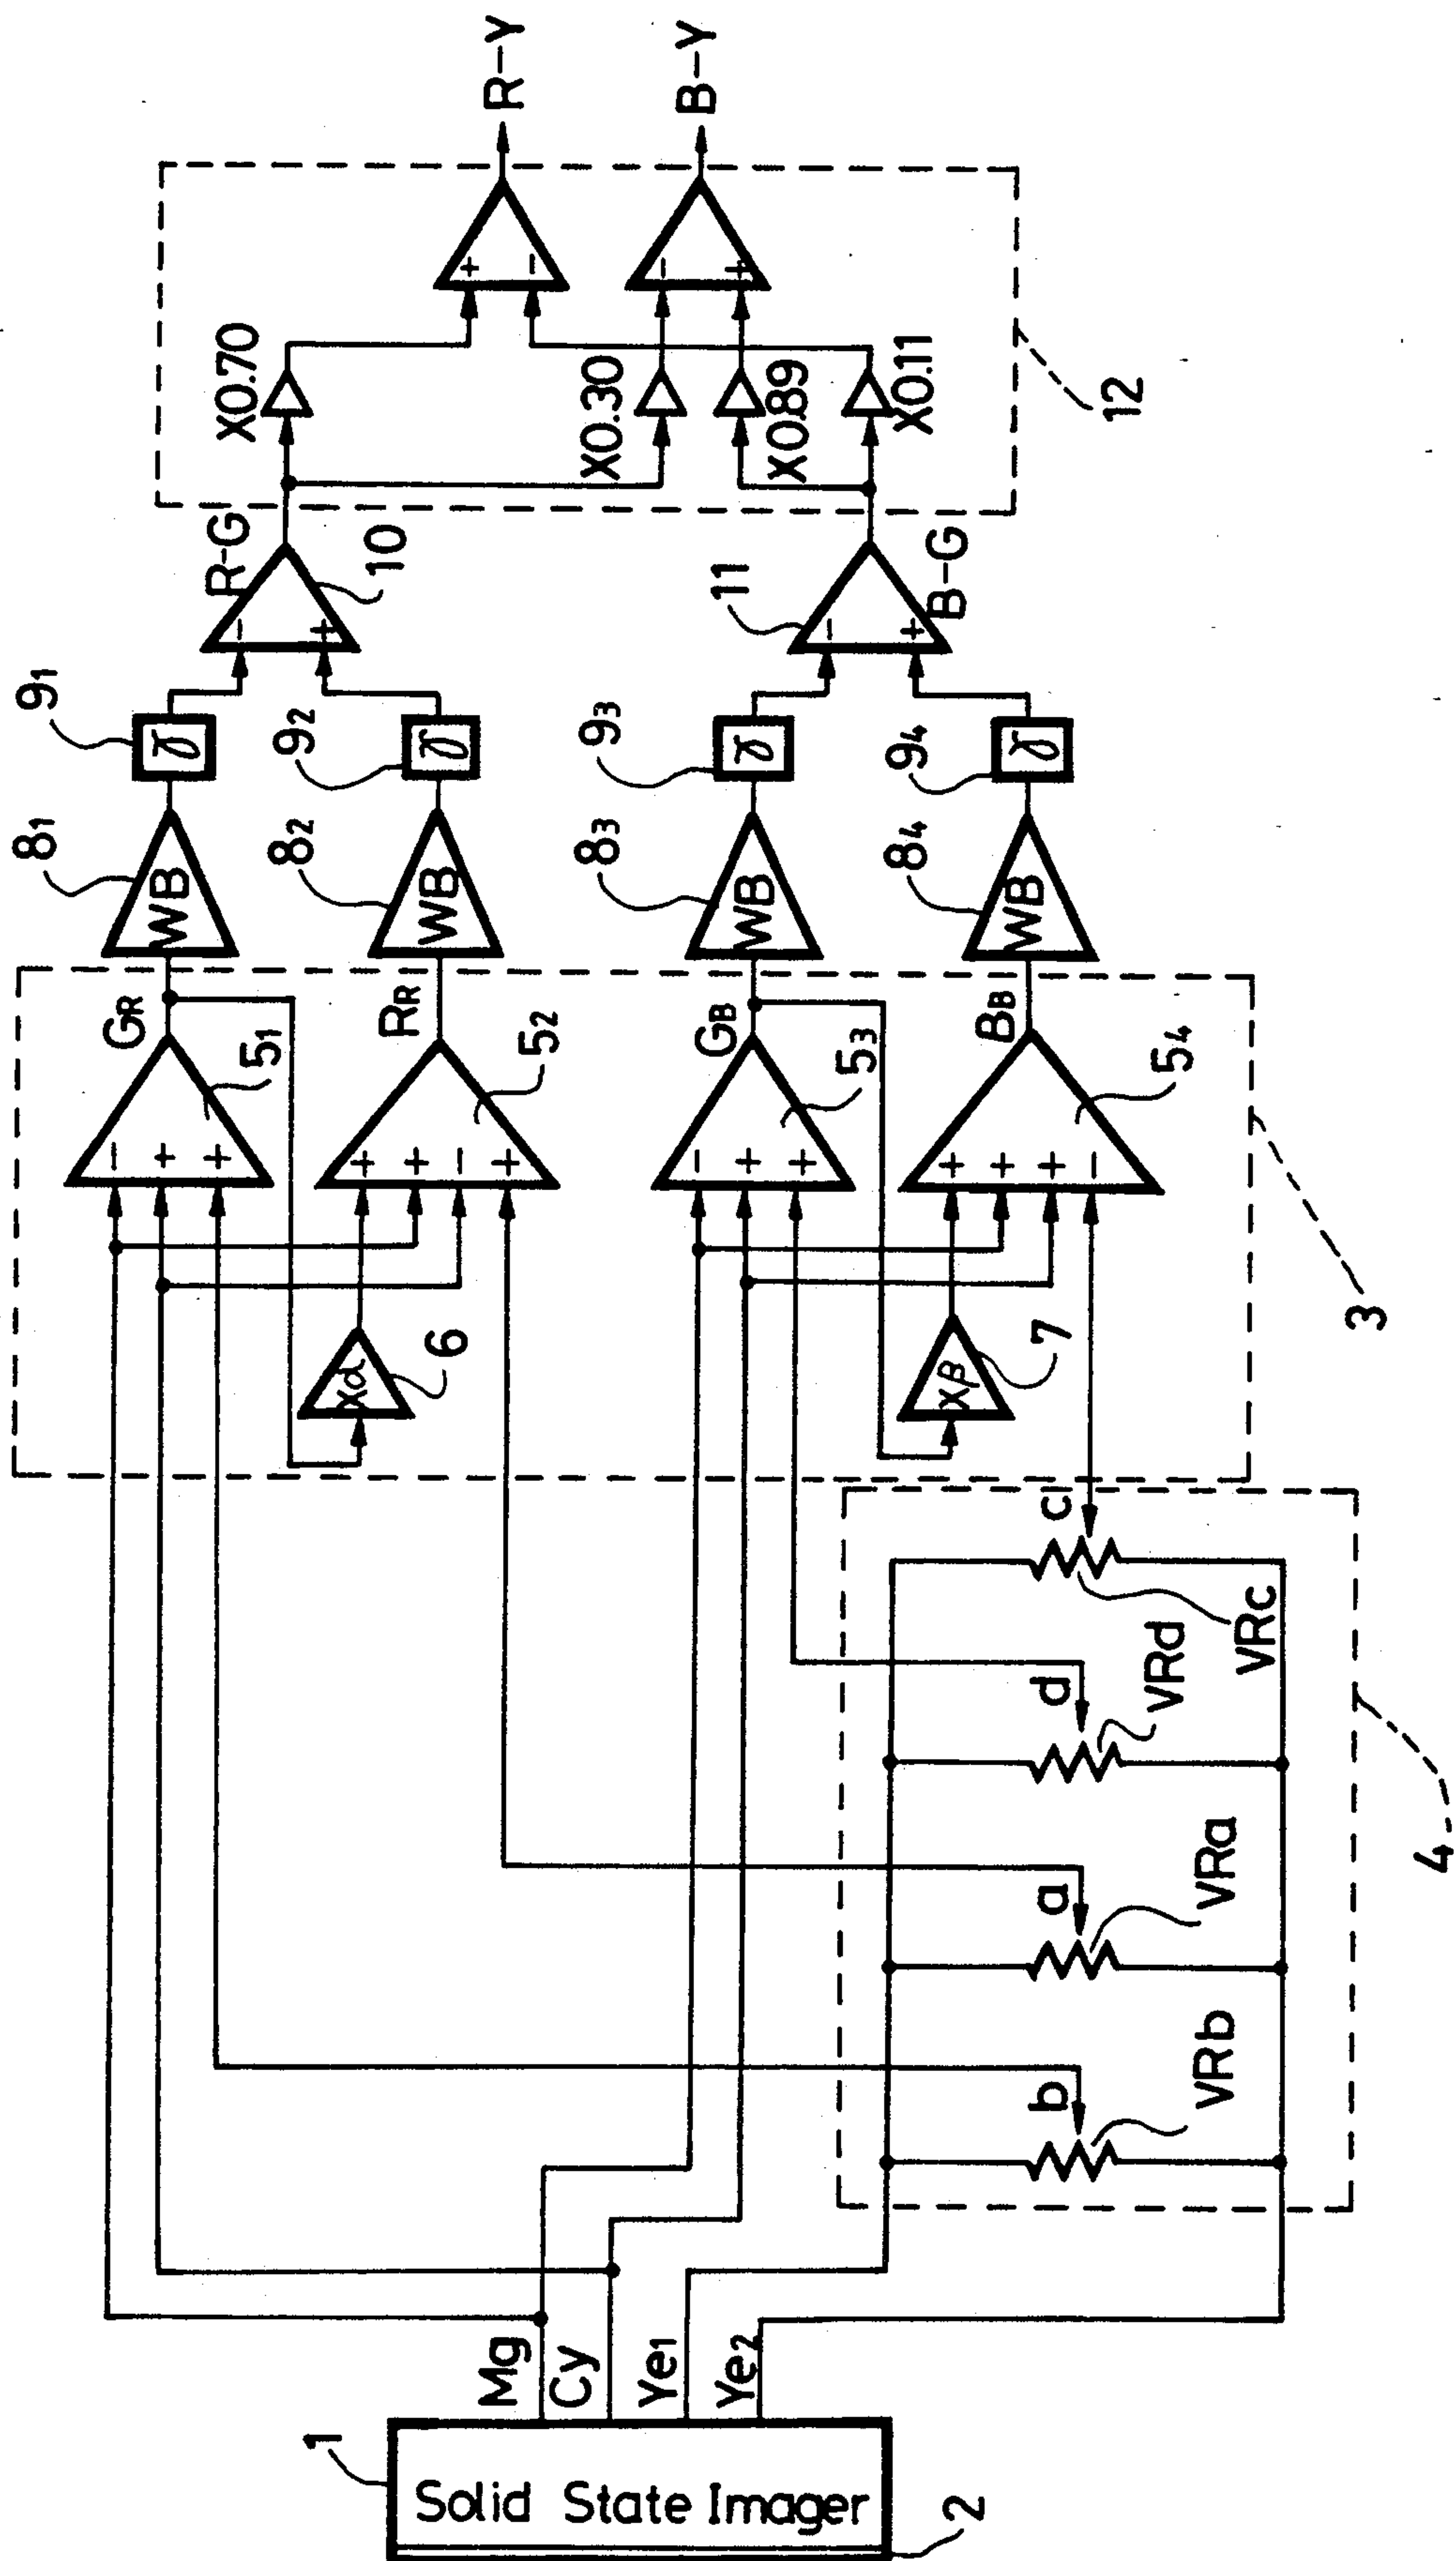 1
Solid State Imager
2
Mg
Cy
Ye1
Ye2
b
VRb
a
VRa
d
VRd
c
VRc
4
3
- + +
51
GR
xα
6
+ + - +
52
RR
- + +
53
GB
xβ
7
+ + + -
54
BB
WB
81
WB
82
WB
83
WB
84
γ
91
γ
92
γ
93
γ
94
- +
R-G
10
- +
11
B-G
X0.70
X0.30
X0.89
X0.11
+ -
- +
12
R-Y
B-Y